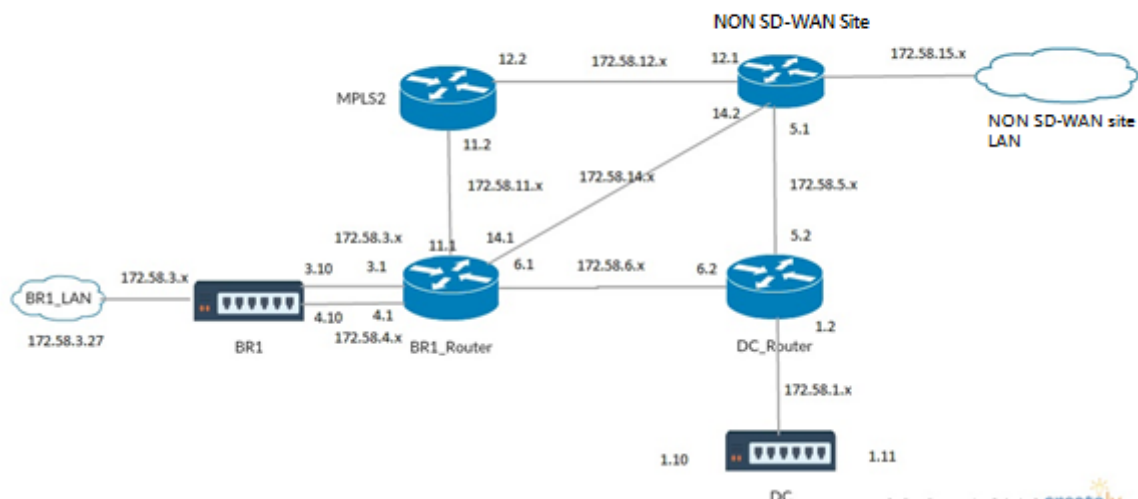 NON SD-WAN Site
12.2
172.58.12.x
12.1
172.58.15.x
MPLS2
14.2
5.1
NON SD-WAN site
LAN
11.2
172.58.11.x
172.58.14.x
172.58.5.x
172.58.3.x
11.1
14.1
5.2
172.58.3.x
3.10
3.1
6.1
172.58.6.x
6.2
BR1_LAN
4.10
4.1
1.2
172.58.3.27
172.58.4.x
BR1
BR1_Router
DC_Router
172.58.1.x
1.10
1.11
DC